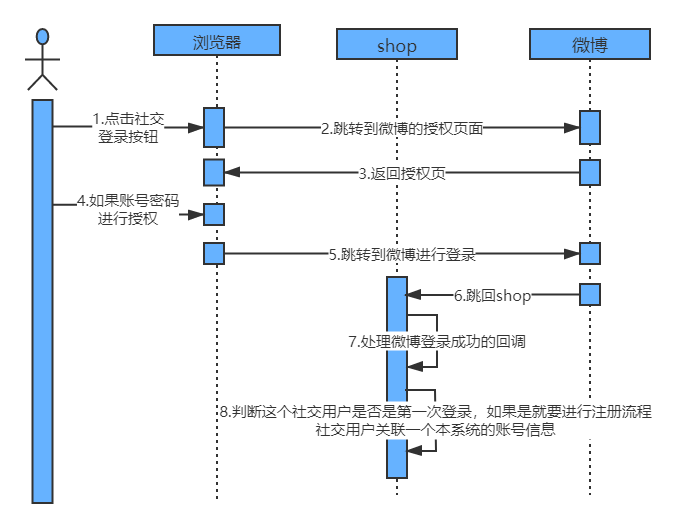 浏览器
shop
微博
1.点击社交
登录按钮
2.跳转到微博的授权页面
3.返回授权页
4.如果账号密码
进行授权
5.跳转到微博进行登录
6.跳回shop
7.处理微博登录成功的回调
8.判断这个社交用户是否是第一次登录，如果是就要进行注册流程
社交用户关联一个本系统的账号信息